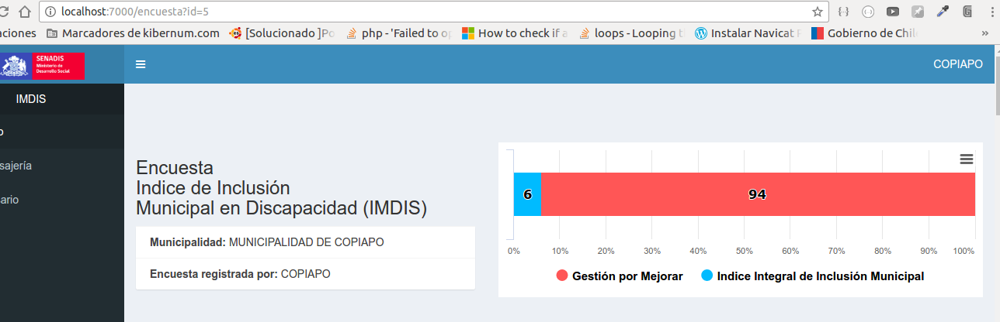 localhost:7000/encuesta?id=5
aciones Marcadores de kibernum.com [Solucionado ]Po php - 'Failed to op How to check if a loops - Looping t Instalar Navicat P Gobierno de Chile »
SENADIS
Ministerio de
Desarrollo Social
COPIAPO
IMDIS
o
sajería
ario
Encuesta
Indice de Inclusión
Municipal en Discapacidad (IMDIS)
Municipalidad: MUNICIPALIDAD DE COPIAPO
Encuesta registrada por: COPIAPO
6 94
0% 10% 20% 30% 40% 50% 60% 70% 80% 90% 100%
Gestión por Mejorar Indice Integral de Inclusión Municipal